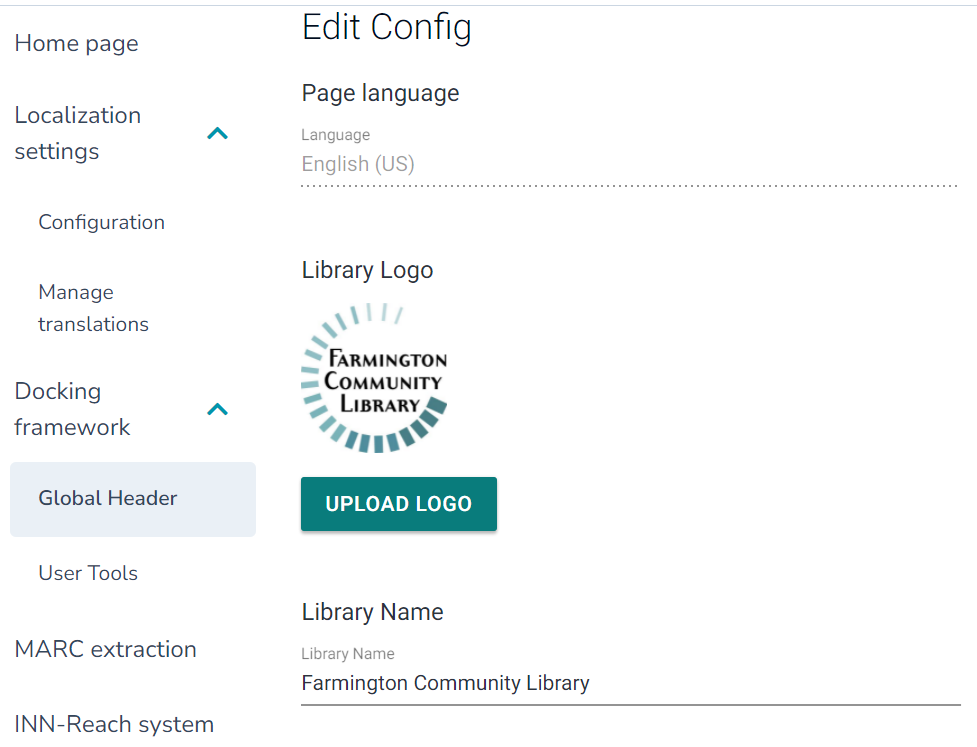 Home page
Localization
settings
Configuration
Manage
translations
Docking
framework
Global Header
User Tools
MARC extraction
INN-Reach system
Edit Config
Page language
Language
English (US)
Library Logo
FARMINGTON
COMMUNITY
LIBRARY
UPLOAD LOGO
Library Name
Library Name
Farmington Community Library